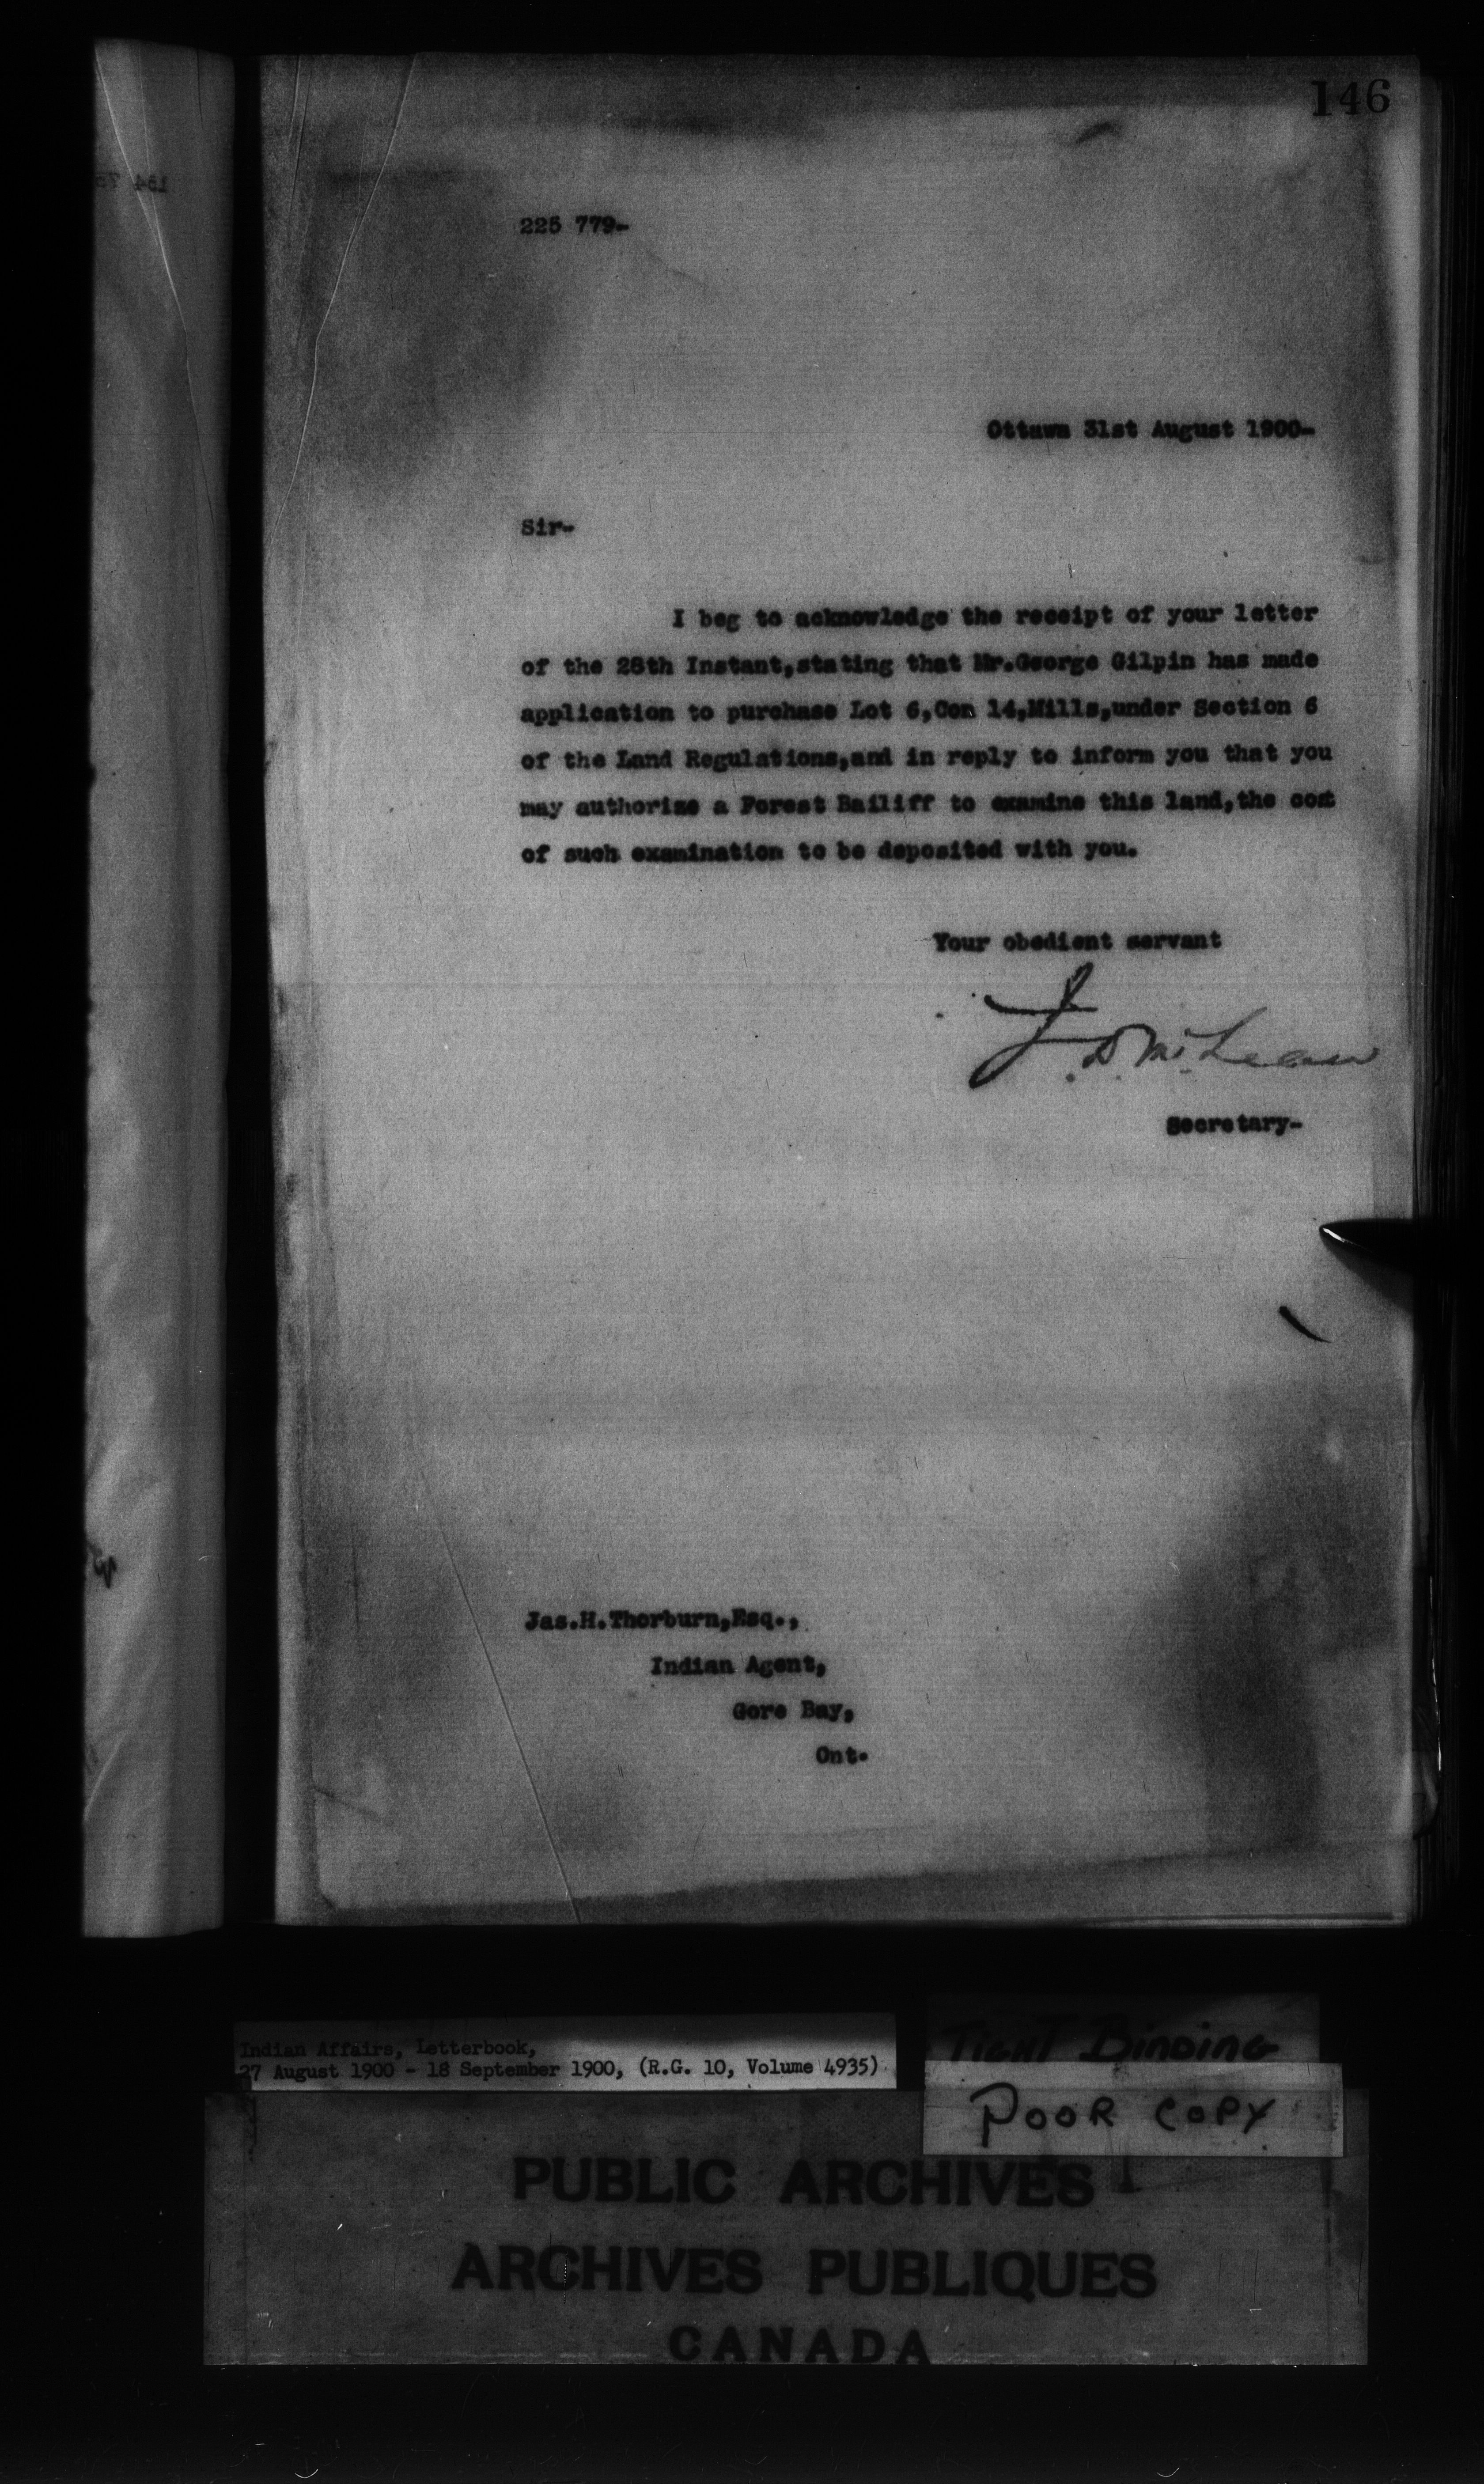 146
225 779-
Ottawa 31st August 1900-
Sir-
I beg to acknowledge the receipt of your letter
of the 28th Instant,stating that Mr.George Gilpin has made
application to purchase Lot 6,Con 14,Mills,under Section 6
of the Land Regulations,and in reply to inform you that you
may authorize a Forest Bailiff to examine this land,the cost
of such examination to be deposited with you.
Your obedient servant
J.D. McLean
Secretary-
Jas.H.Thorburn,Esq.,
Indian Agent,
Gore Bay,
Ont.
Indian Affairs, Letterbook,
27 August 1900 - 18 September 1900, (R.G. 10, Volume 4935)
TIGHT BINDING
POOR COPY
PUBLIC ARCHIVES
ARCHIVES PUBLIQUES
CANADA